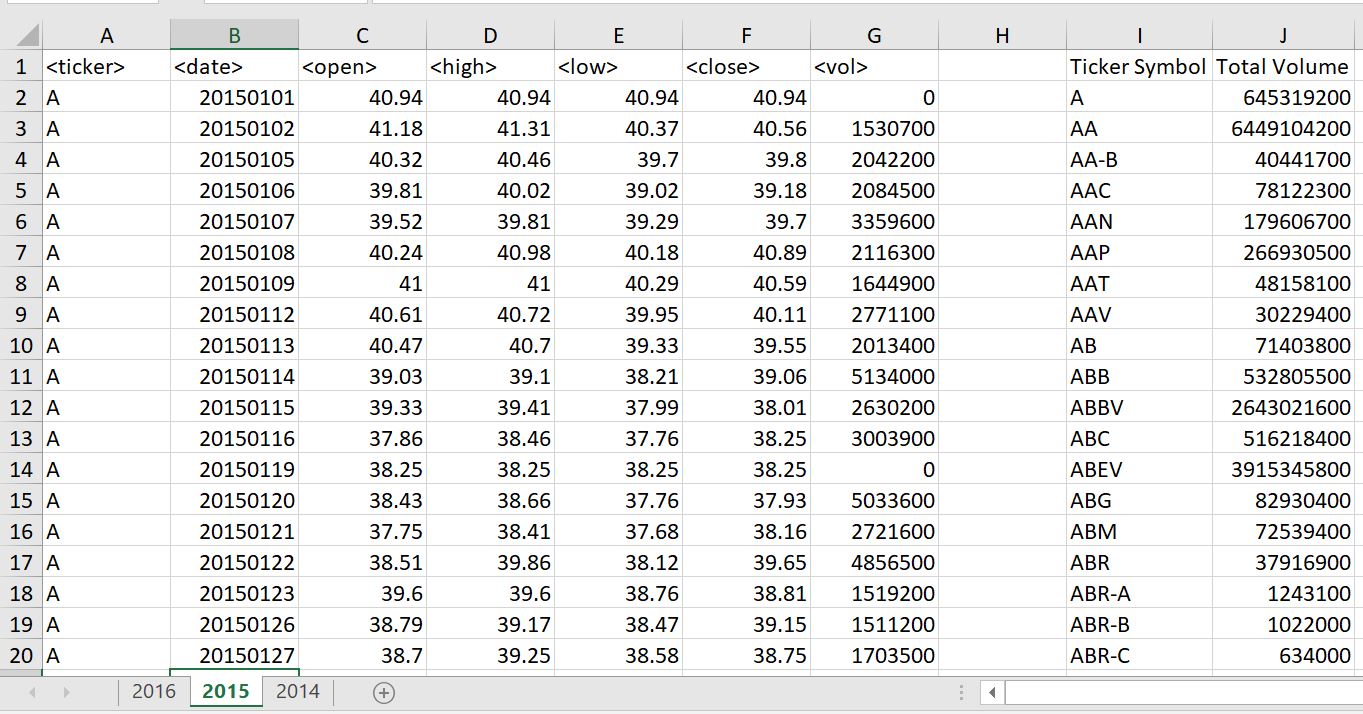 A B C D E F G H I J
1 <ticker> <date> <open> <high> <low> <close> <vol> Ticker Symbol Total Volume
2 A 20150101 40.94 40.94 40.94 40.94 0 A 645319200
3 A 20150102 41.18 41.31 40.37 40.56 1530700 AA 6449104200
4 A 20150105 40.32 40.46 39.7 39.8 2042200 AA-B 40441700
5 A 20150106 39.81 40.02 39.02 39.18 2084500 AAC 78122300
6 A 20150107 39.52 39.81 39.29 39.7 3359600 AAN 179606700
7 A 20150108 40.24 40.98 40.18 40.89 2116300 AAP 266930500
8 A 20150109 41 41 40.29 40.59 1644900 AAT 48158100
9 A 20150112 40.61 40.72 39.95 40.11 2771100 AAV 30229400
10 A 20150113 40.47 40.7 39.33 39.55 2013400 AB 71403800
11 A 20150114 39.03 39.1 38.21 39.06 5134000 ABB 532805500
12 A 20150115 39.33 39.41 37.99 38.01 2630200 ABBV 2643021600
13 A 20150116 37.86 38.46 37.76 38.25 3003900 ABC 516218400
14 A 20150119 38.25 38.25 38.25 38.25 0 ABEV 3915345800
15 A 20150120 38.43 38.66 37.76 37.93 5033600 ABG 82930400
16 A 20150121 37.75 38.41 37.68 38.16 2721600 ABM 72539400
17 A 20150122 38.51 39.86 38.12 39.65 4856500 ABR 37916900
18 A 20150123 39.6 39.6 38.76 38.81 1519200 ABR-A 1243100
19 A 20150126 38.79 39.17 38.47 39.15 1511200 ABR-B 1022000
20 A 20150127 38.7 39.25 38.58 38.75 1703500 ABR-C 634000
2016 2015 2014